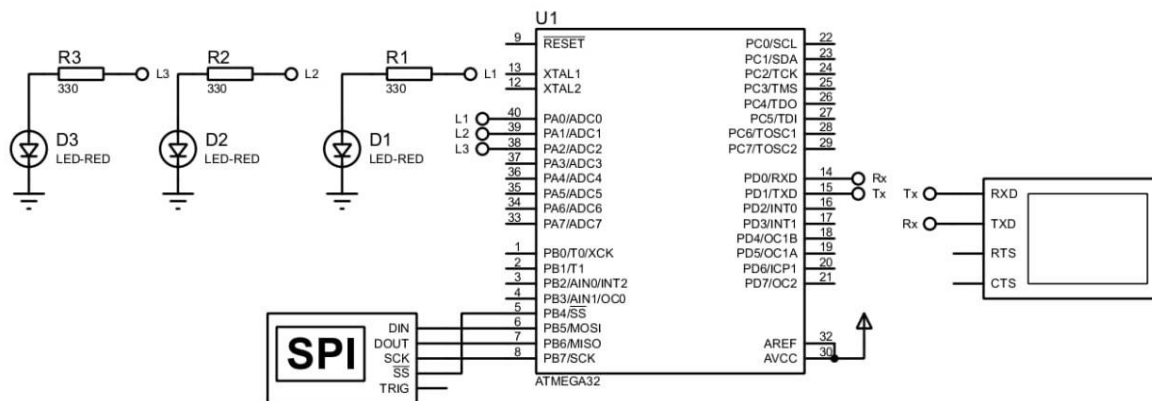 U1
9 RESET
13 XTAL1
12 XTAL2
L1 40 PA0/ADC0
L2 39 PA1/ADC1
L3 38 PA2/ADC2
37 PA3/ADC3
36 PA4/ADC4
35 PA5/ADC5
34 PA6/ADC6
33 PA7/ADC7
1 PB0/T0/XCK
2 PB1/T1
3 PB2/AIN0/INT2
4 PB3/AIN1/OC0
5 PB4/SS
6 PB5/MOSI
7 PB6/MISO
8 PB7/SCK
PC0/SCL 22
PC1/SDA 23
PC2/TCK 24
PC3/TMS 25
PC4/TDO 26
PC5/TDI 27
PC6/TOSC1 28
PC7/TOSC2 29
PD0/RXD 14 Rx
PD1/TXD 15 Tx
PD2/INT0 16
PD3/INT1 17
PD4/OC1B 18
PD5/OC1A 19
PD6/ICP1 20
PD7/OC2 21
AREF 32
AVCC 30
ATMEGA32
R3
330
L3
R2
330
L2
R1
330
L1
D3
LED-RED
D2
LED-RED
D1
LED-RED
SPI
DIN
DOUT
SCK
SS
TRIG
Tx RXD
Rx TXD
RTS
CTS